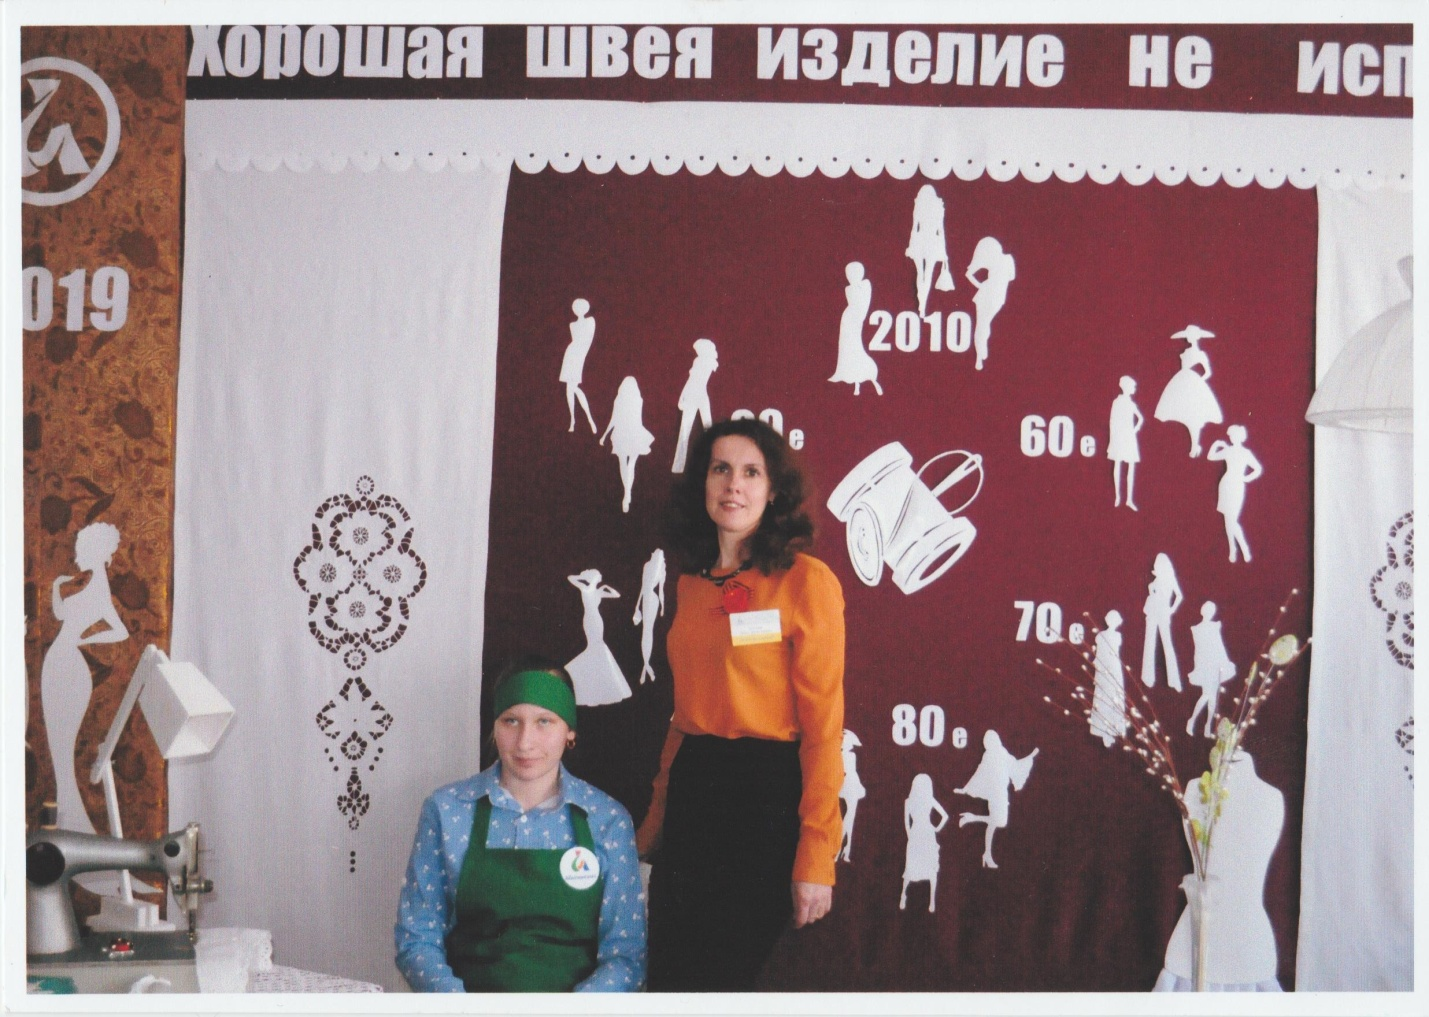 Хорошая швея изделие не исп
019
2010
60е
70е
80е